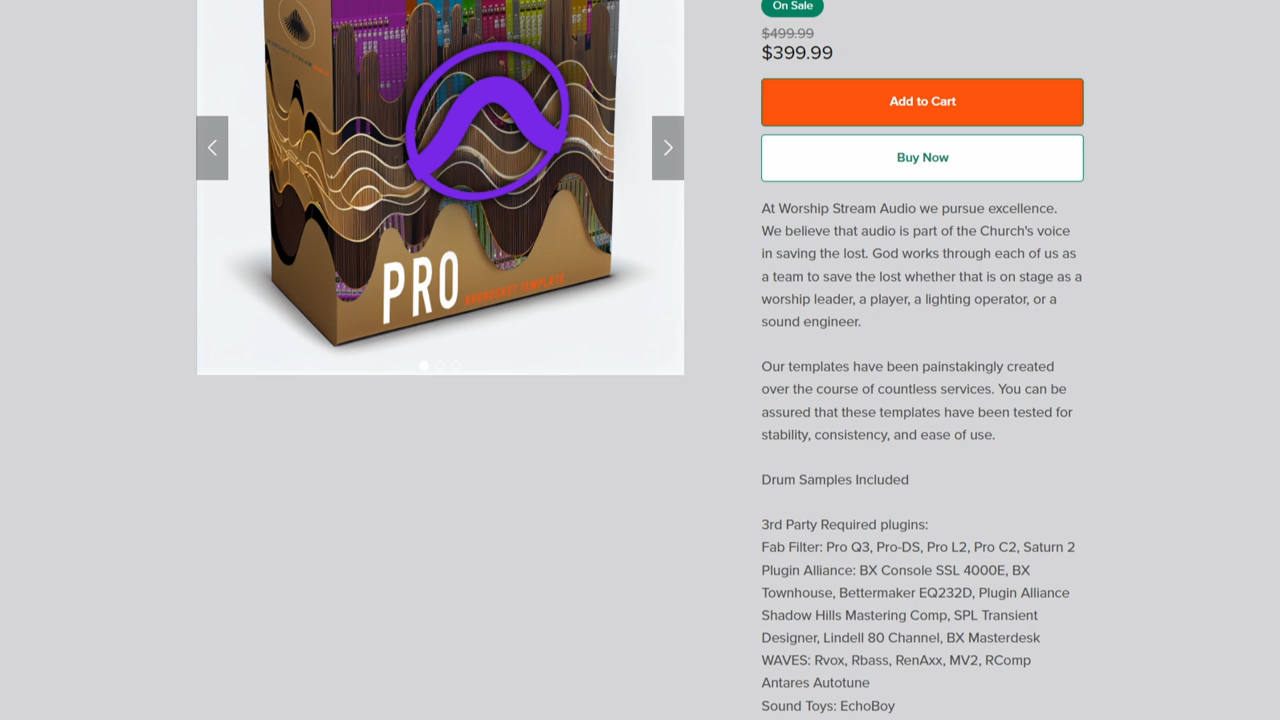 On Sale
$499.99
$399.99
Add to Cart
Buy Now
At Worship Stream Audio we pursue excellence.
We believe that audio is part of the Church's voice
in saving the lost. God works through each of us as
a team to save the lost whether that is on stage as a
worship leader, a player, a lighting operator, or a
sound engineer.
Our templates have been painstakingly created
over the course of countless services. You can be
assured that these templates have been tested for
stability, consistency, and ease of use.
Drum Samples Included
3rd Party Required plugins:
Fab Filter: Pro Q3, Pro-DS, Pro L2, Pro C2, Saturn 2
Plugin Alliance: BX Console SSL 4000E, BX
Townhouse, Bettermaker EQ232D, Plugin Alliance
Shadow Hills Mastering Comp, SPL Transient
Designer, Lindell 80 Channel, BX Masterdesk
WAVES: Rvox, Rbass, RenAxx, MV2, RComp
Antares Autotune
Sound Toys: EchoBoy
PRO
BROADCAST TEMPLATE